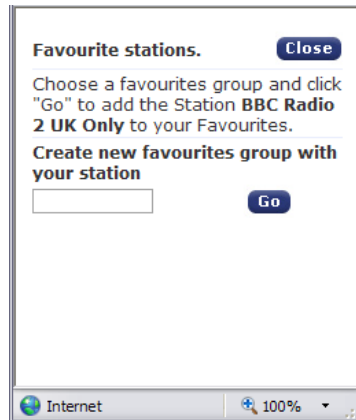 Favourite stations. Close
Choose a favourites group and click
"Go" to add the Station BBC Radio
2 UK Only to your Favourites.
Create new favourites group with
your station
Go
Internet 100%